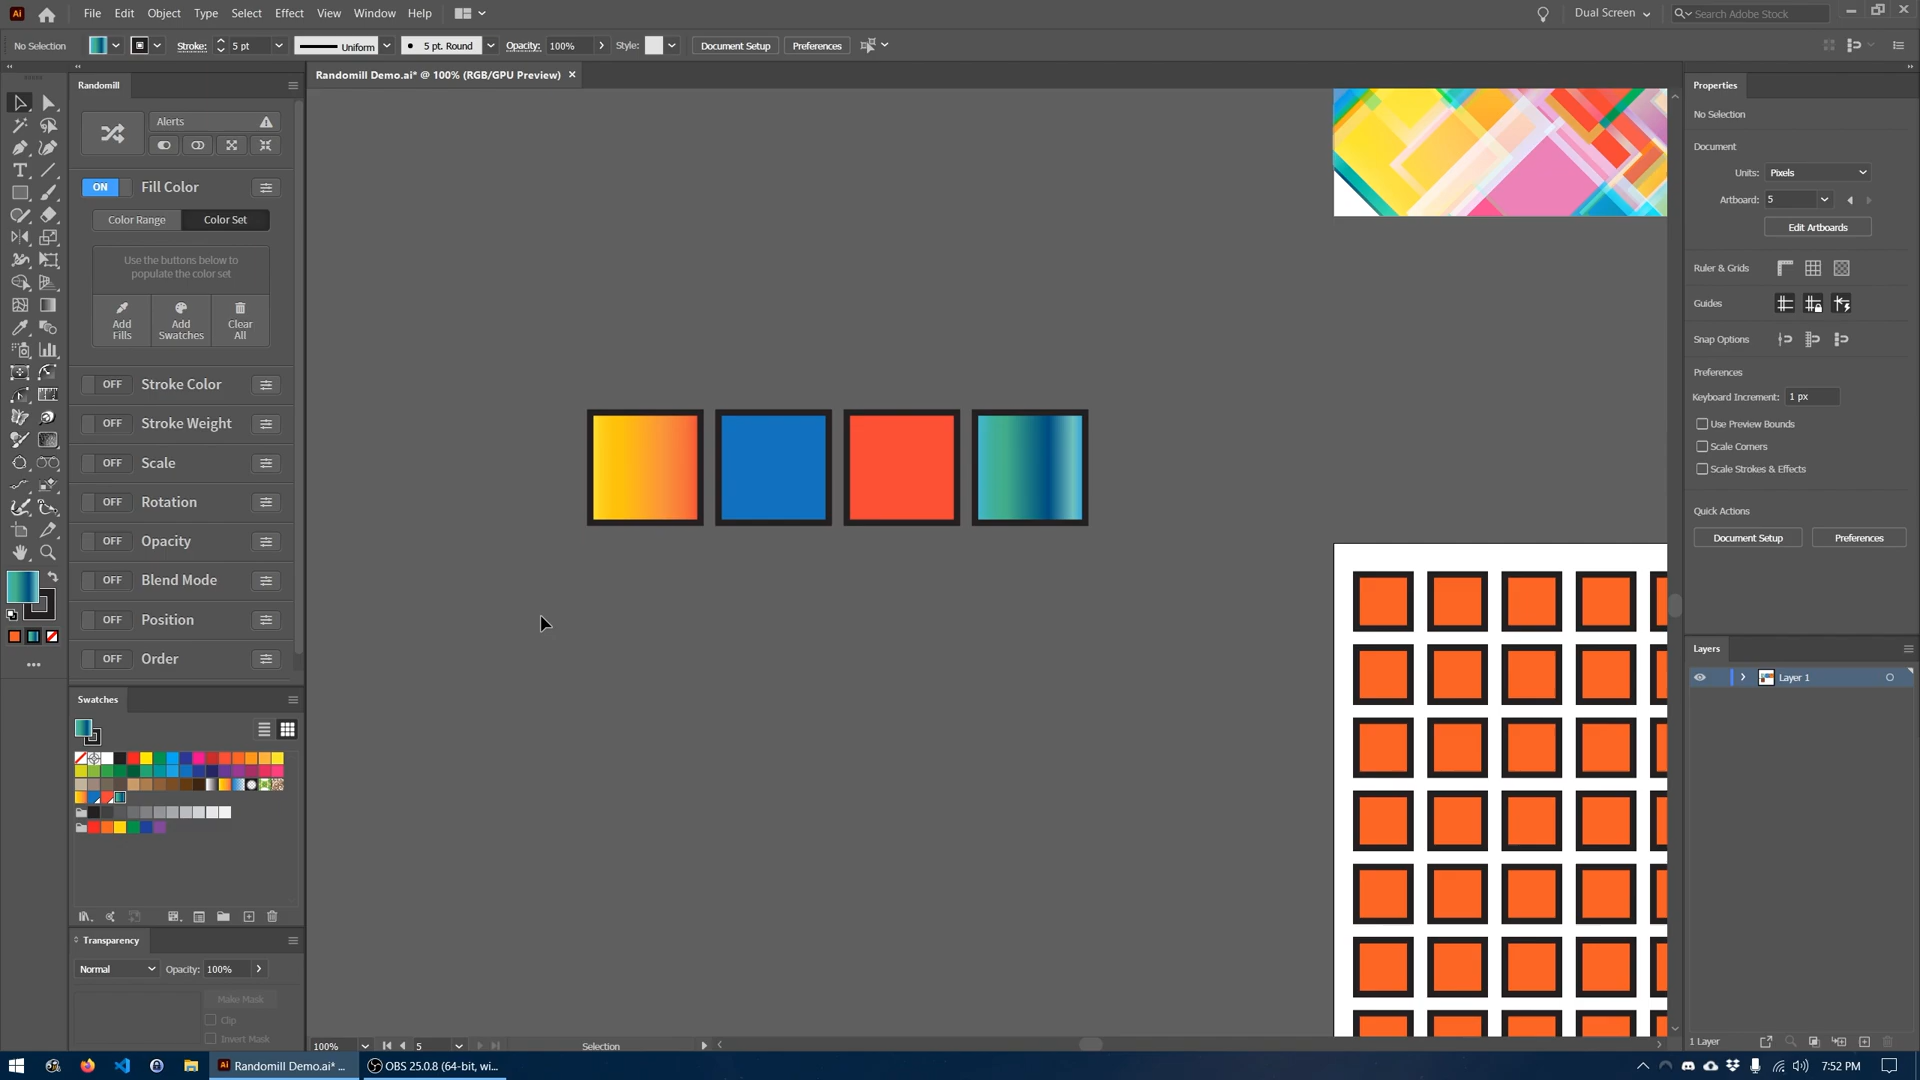 Ai File Edit Object Type Select Effect View Window Help Dual Screen Search Adobe Stock
No Selection Stroke: 5 pt Uniform 5 pt. Round Opacity: 100% Style: Document Setup Preferences
Randomill
Alerts
ON Fill Color
Color Range Color Set
Use the buttons below to
populate the color set
Add
Fills
Add
Swatches
Clear
All
OFF Stroke Color
OFF Stroke Weight
OFF Scale
OFF Rotation
OFF Opacity
OFF Blend Mode
OFF Position
OFF Order
Swatches
Transparency
Normal Opacity: 100%
Make Mask
Clip
Invert Mask
Randomill Demo.ai* @ 100% (RGB/GPU Preview)
100% 5 Selection
Properties
No Selection
Document
Units: Pixels
Artboard: 5
Edit Artboards
Ruler & Grids
Guides
Snap Options
Preferences
Keyboard Increment: 1 px
Use Preview Bounds
Scale Corners
Scale Strokes & Effects
Quick Actions
Document Setup Preferences
Layers
Layer 1
1 Layer
Ai Randomill Demo.ai* ... OBS 25.0.8 (64-bit, wi... 7:52 PM